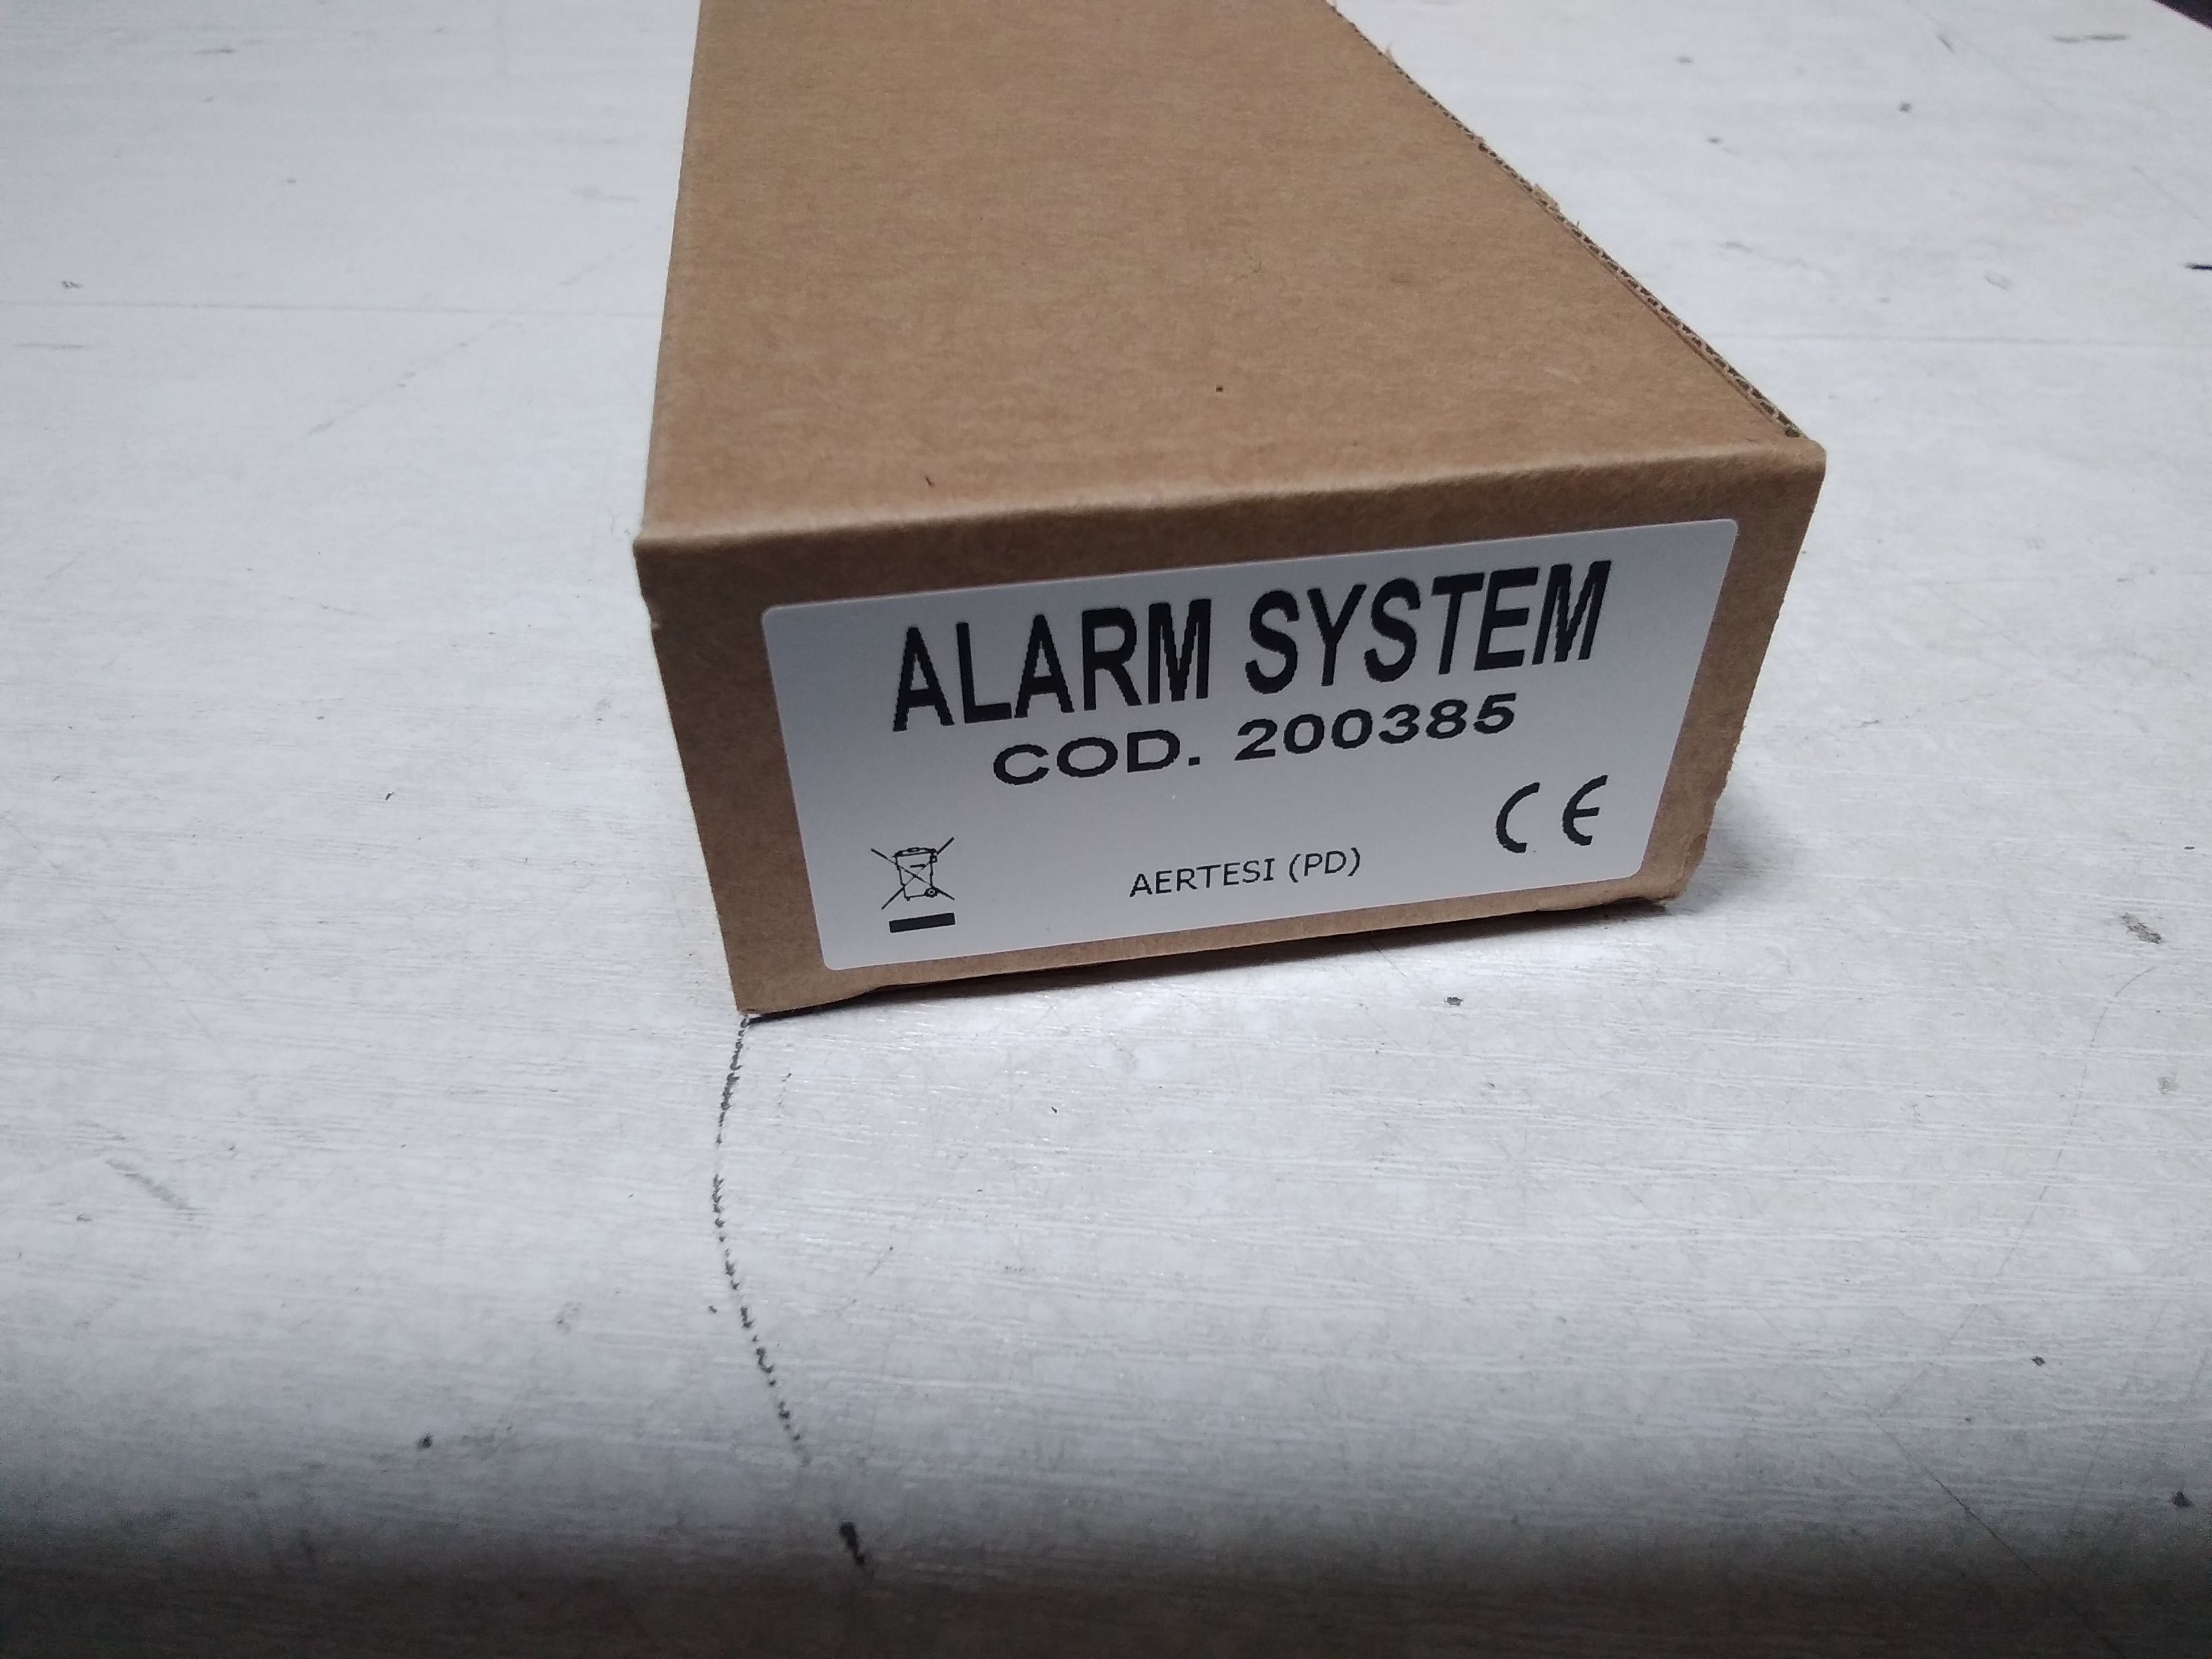 ALARM SYSTEM
COD. 200385
CE
AERTESI (PD)